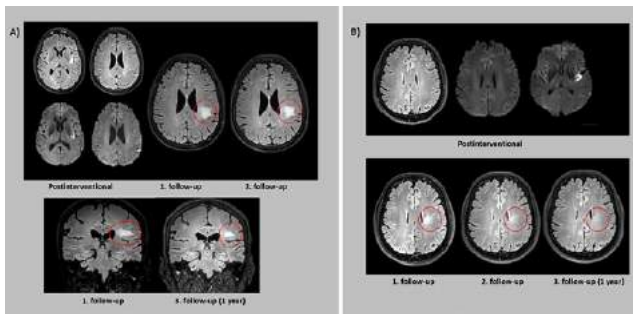 A)
Postinterventional
1. follow-up
3. follow-up
1. follow-up
3. follow-up (1 year)
B)
Postinterventional
1. follow-up
2. follow-up
3. follow-up (1 year)